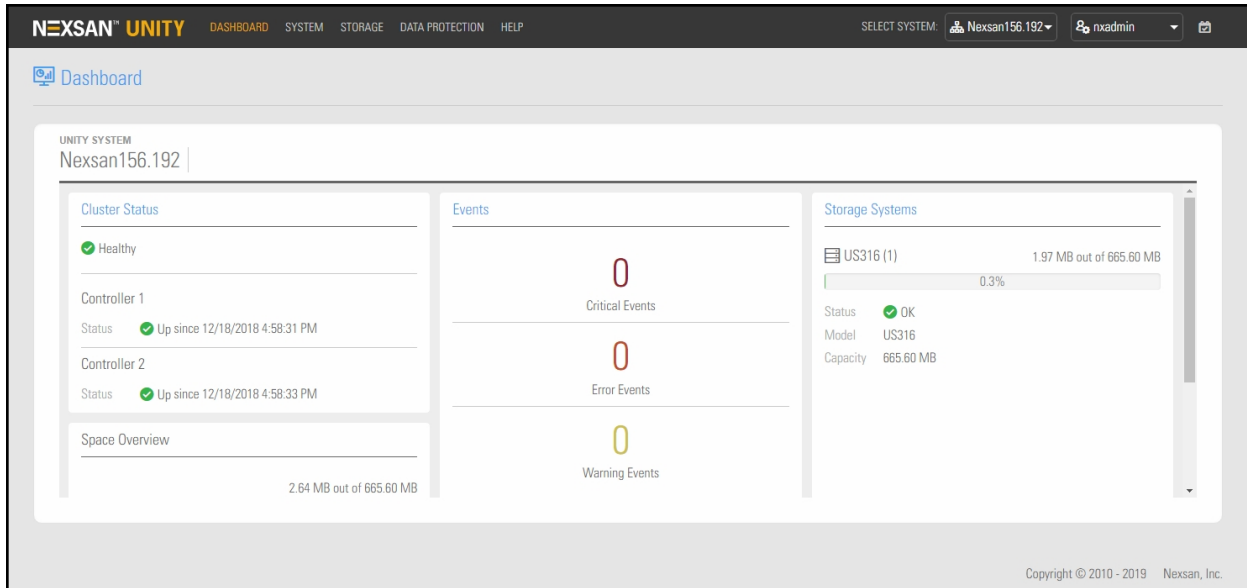 NEXSAN™ UNITY DASHBOARD SYSTEM STORAGE DATA PROTECTION HELP SELECT SYSTEM: Nexsan156.192 nxadmin
Dashboard
UNITY SYSTEM
Nexsan156.192
Cluster Status
Healthy
Controller 1
Status Up since 12/18/2018 4:58:31 PM
Controller 2
Status Up since 12/18/2018 4:58:33 PM
Space Overview
2.64 MB out of 665.60 MB
Events
0
Critical Events
0
Error Events
0
Warning Events
Storage Systems
US316 (1) 1.97 MB out of 665.60 MB
0.3%
Status OK
Model US316
Capacity 665.60 MB
Copyright © 2010 - 2019 Nexsan, Inc.